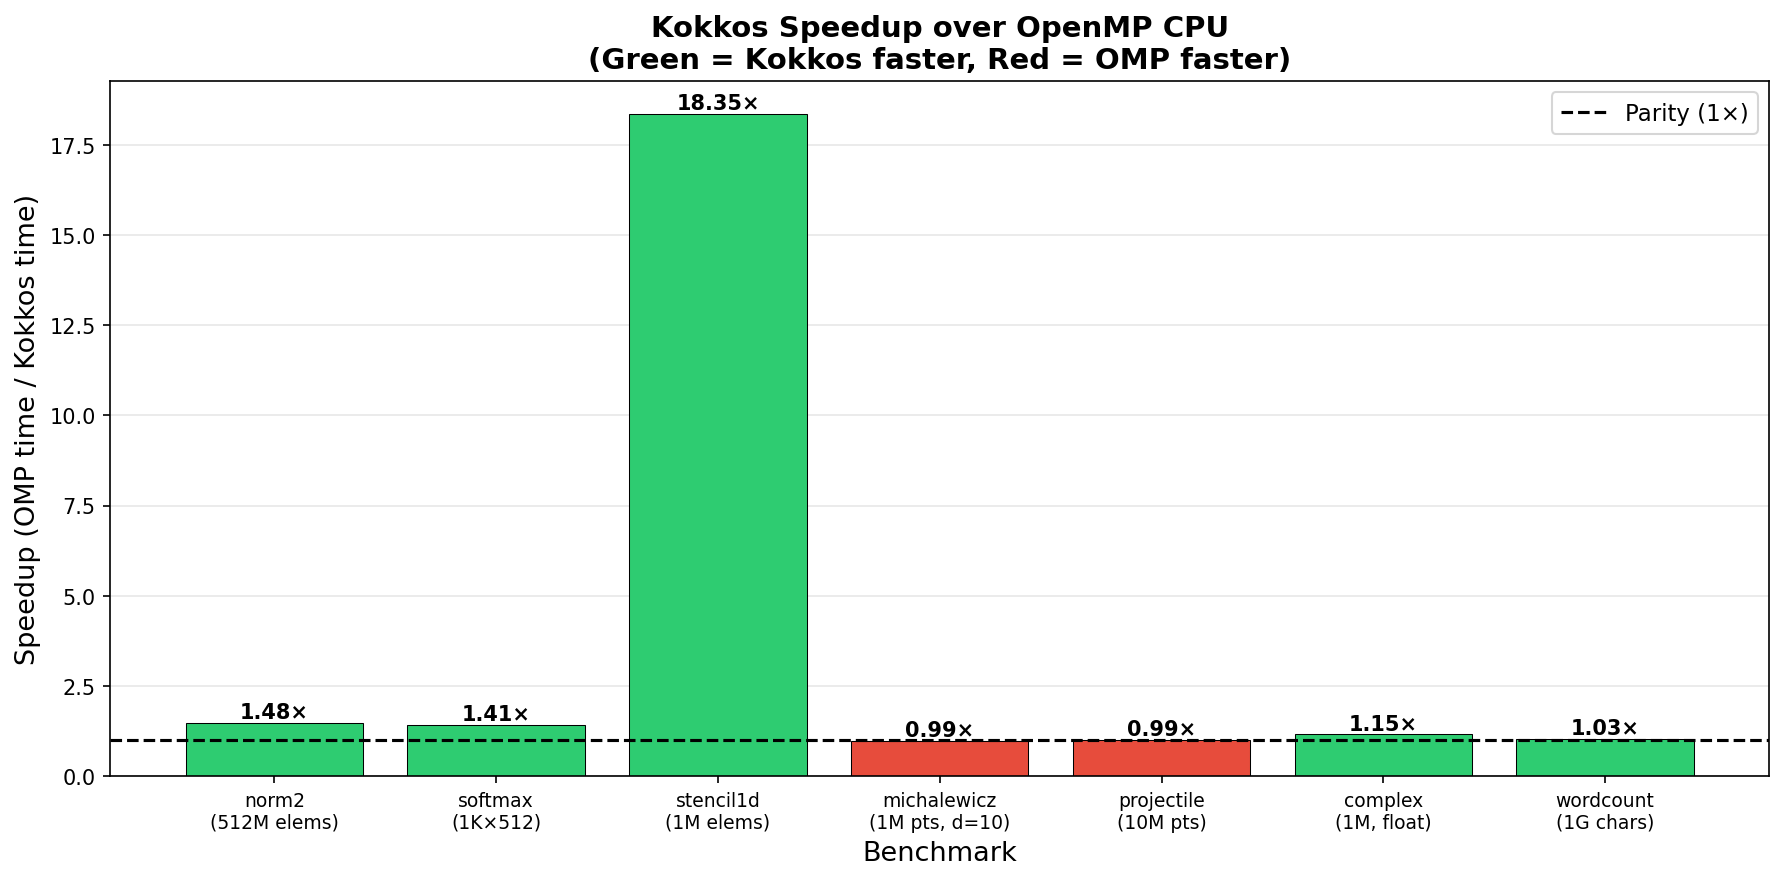 Kokkos Speedup over OpenMP CPU
(Green = Kokkos faster, Red = OMP faster)
Parity (1×)
Speedup (OMP time / Kokkos time)
17.5
15.0
12.5
10.0
7.5
5.0
2.5
0.0
1.48×
1.41×
18.35×
0.99×
0.99×
1.15×
1.03×
norm2
(512M elems)
softmax
(1K×512)
stencil1d
(1M elems)
michalewicz
(1M pts, d=10)
projectile
(10M pts)
complex
(1M, float)
wordcount
(1G chars)
Benchmark